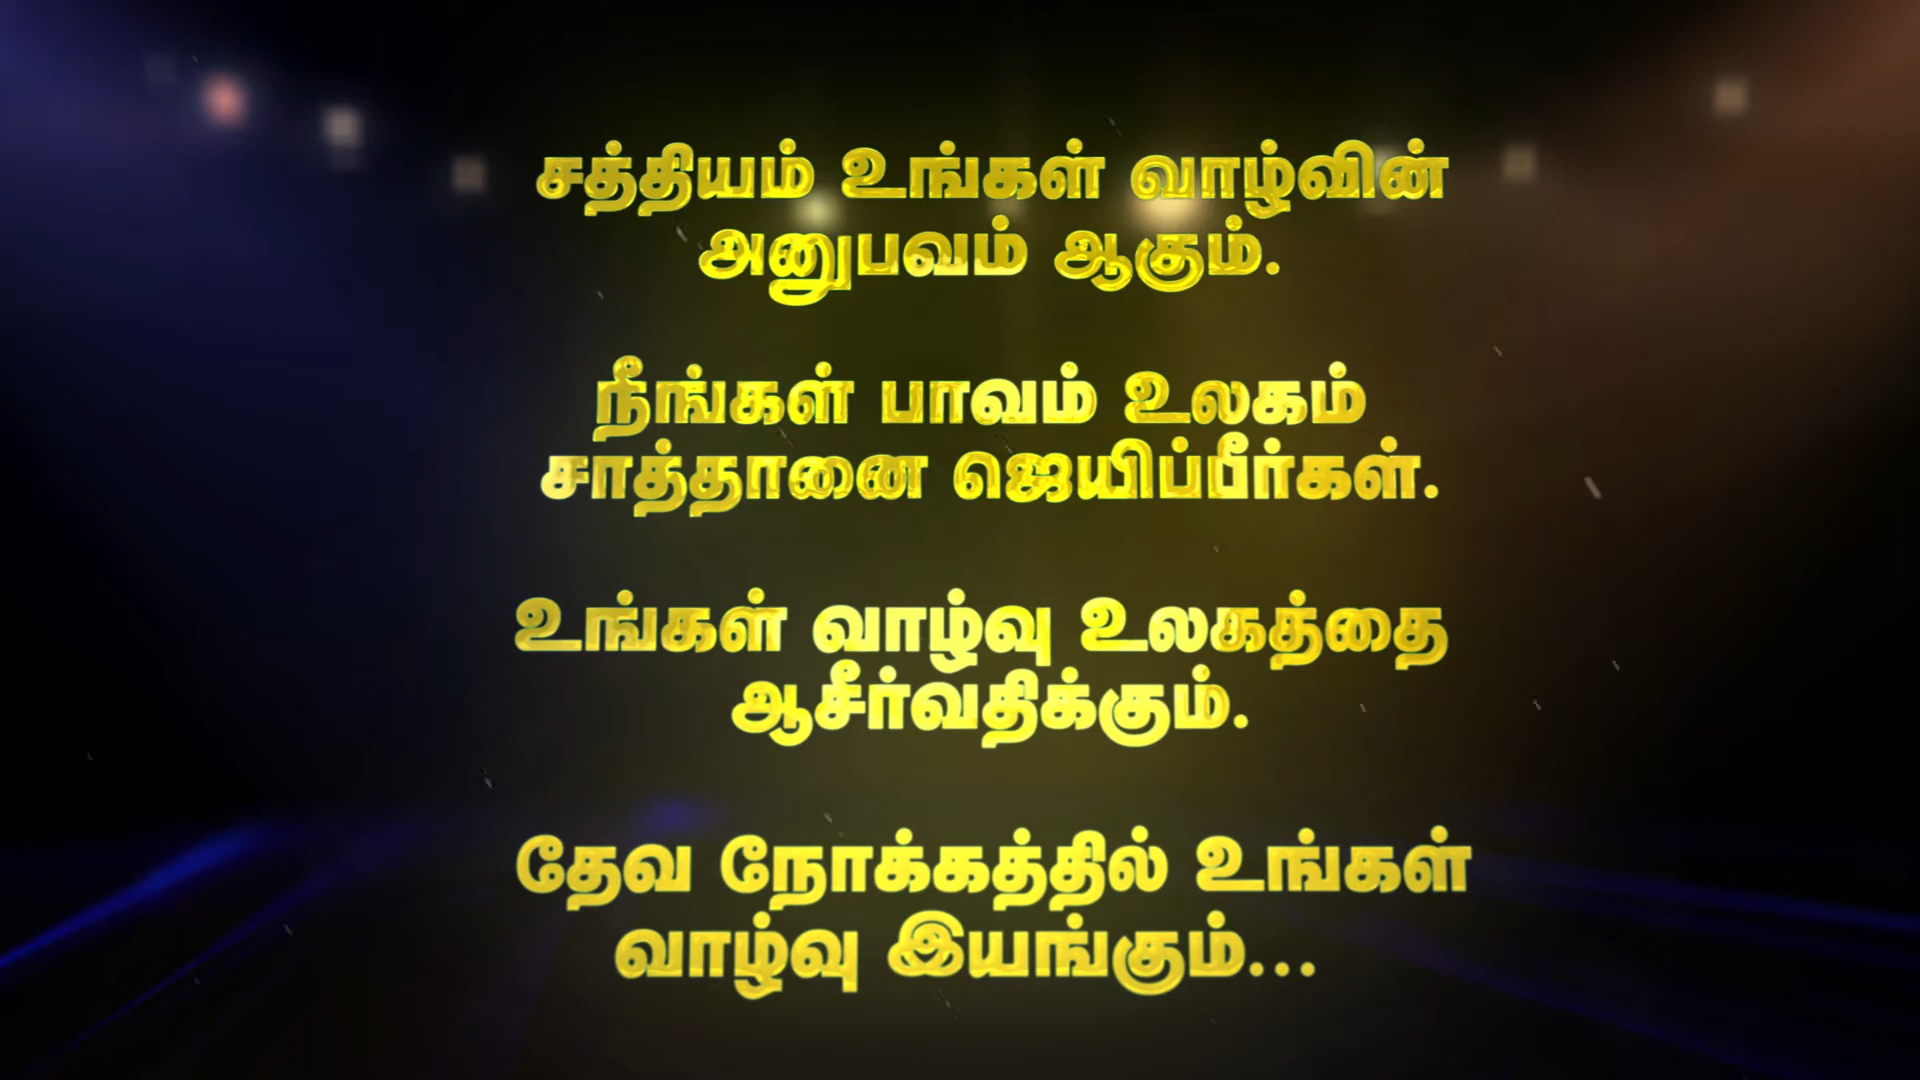 சத்தியம் உங்கள் வாழ்வின்
அனுபவம் ஆகும்.
நீங்கள் பாவம் உலகம்
சாத்தானை ஜெயிப்பீர்கள்.
உங்கள் வாழ்வு உலகத்தை
ஆசீர்வதிக்கும்.
தேவ நோக்கத்தில் உங்கள்
வாழ்வு இயங்கும்...